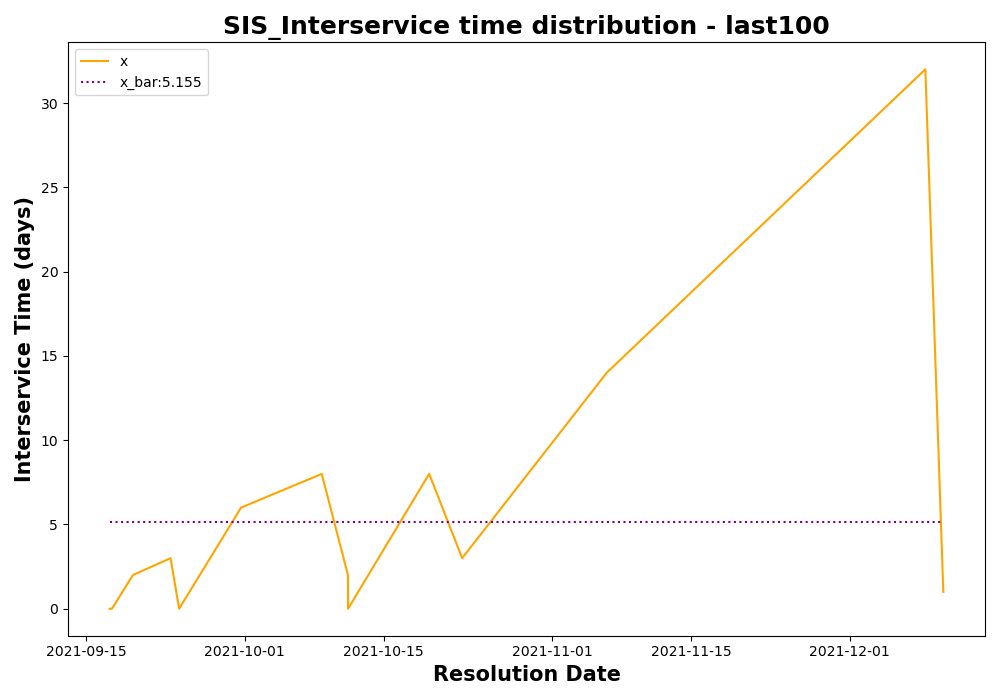 SIS_Interservice time distribution - last100
x
x_bar:5.155
Interservice Time (days)
30
25
20
15
10
5
0
2021-09-15
2021-10-01
2021-10-15
2021-11-01
2021-11-15
2021-12-01
Resolution Date